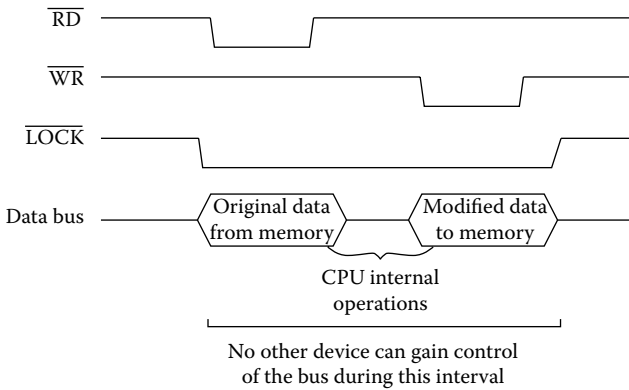 RD
WR
LOCK
Data bus
Original data
from memory
Modified data
to memory
CPU internal
operations
No other device can gain control
of the bus during this interval